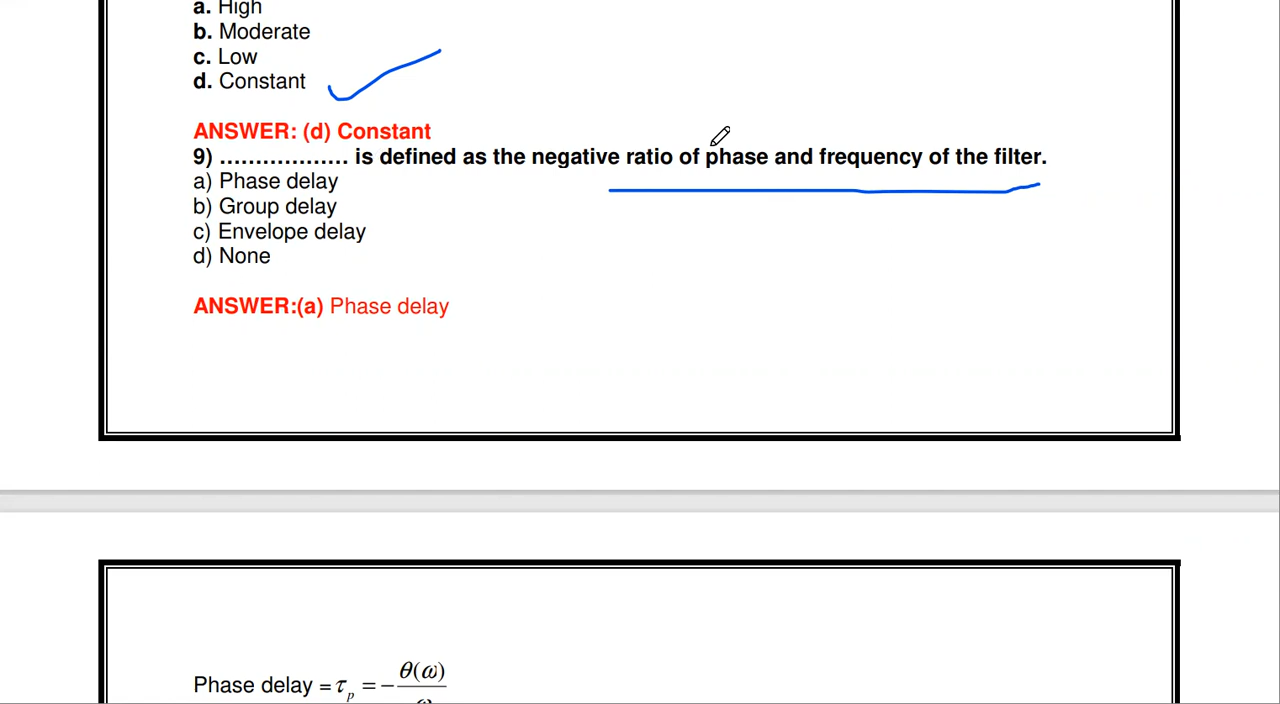 a. High
b. Moderate
c. Low
d. Constant
ANSWER: (d) Constant
9) .................. is defined as the negative ratio of phase and frequency of the filter.
a) Phase delay
b) Group delay
c) Envelope delay
d) None
ANSWER:(a) Phase delay
Phase delay = τp = − θ(ω)